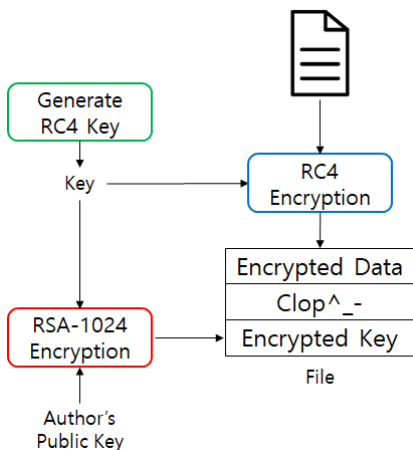 Generate
RC4 Key
Key
RC4
Encryption
Encrypted Data
Clop^_-
RSA-1024
Encryption
Encrypted Key
File
Author's
Public Key